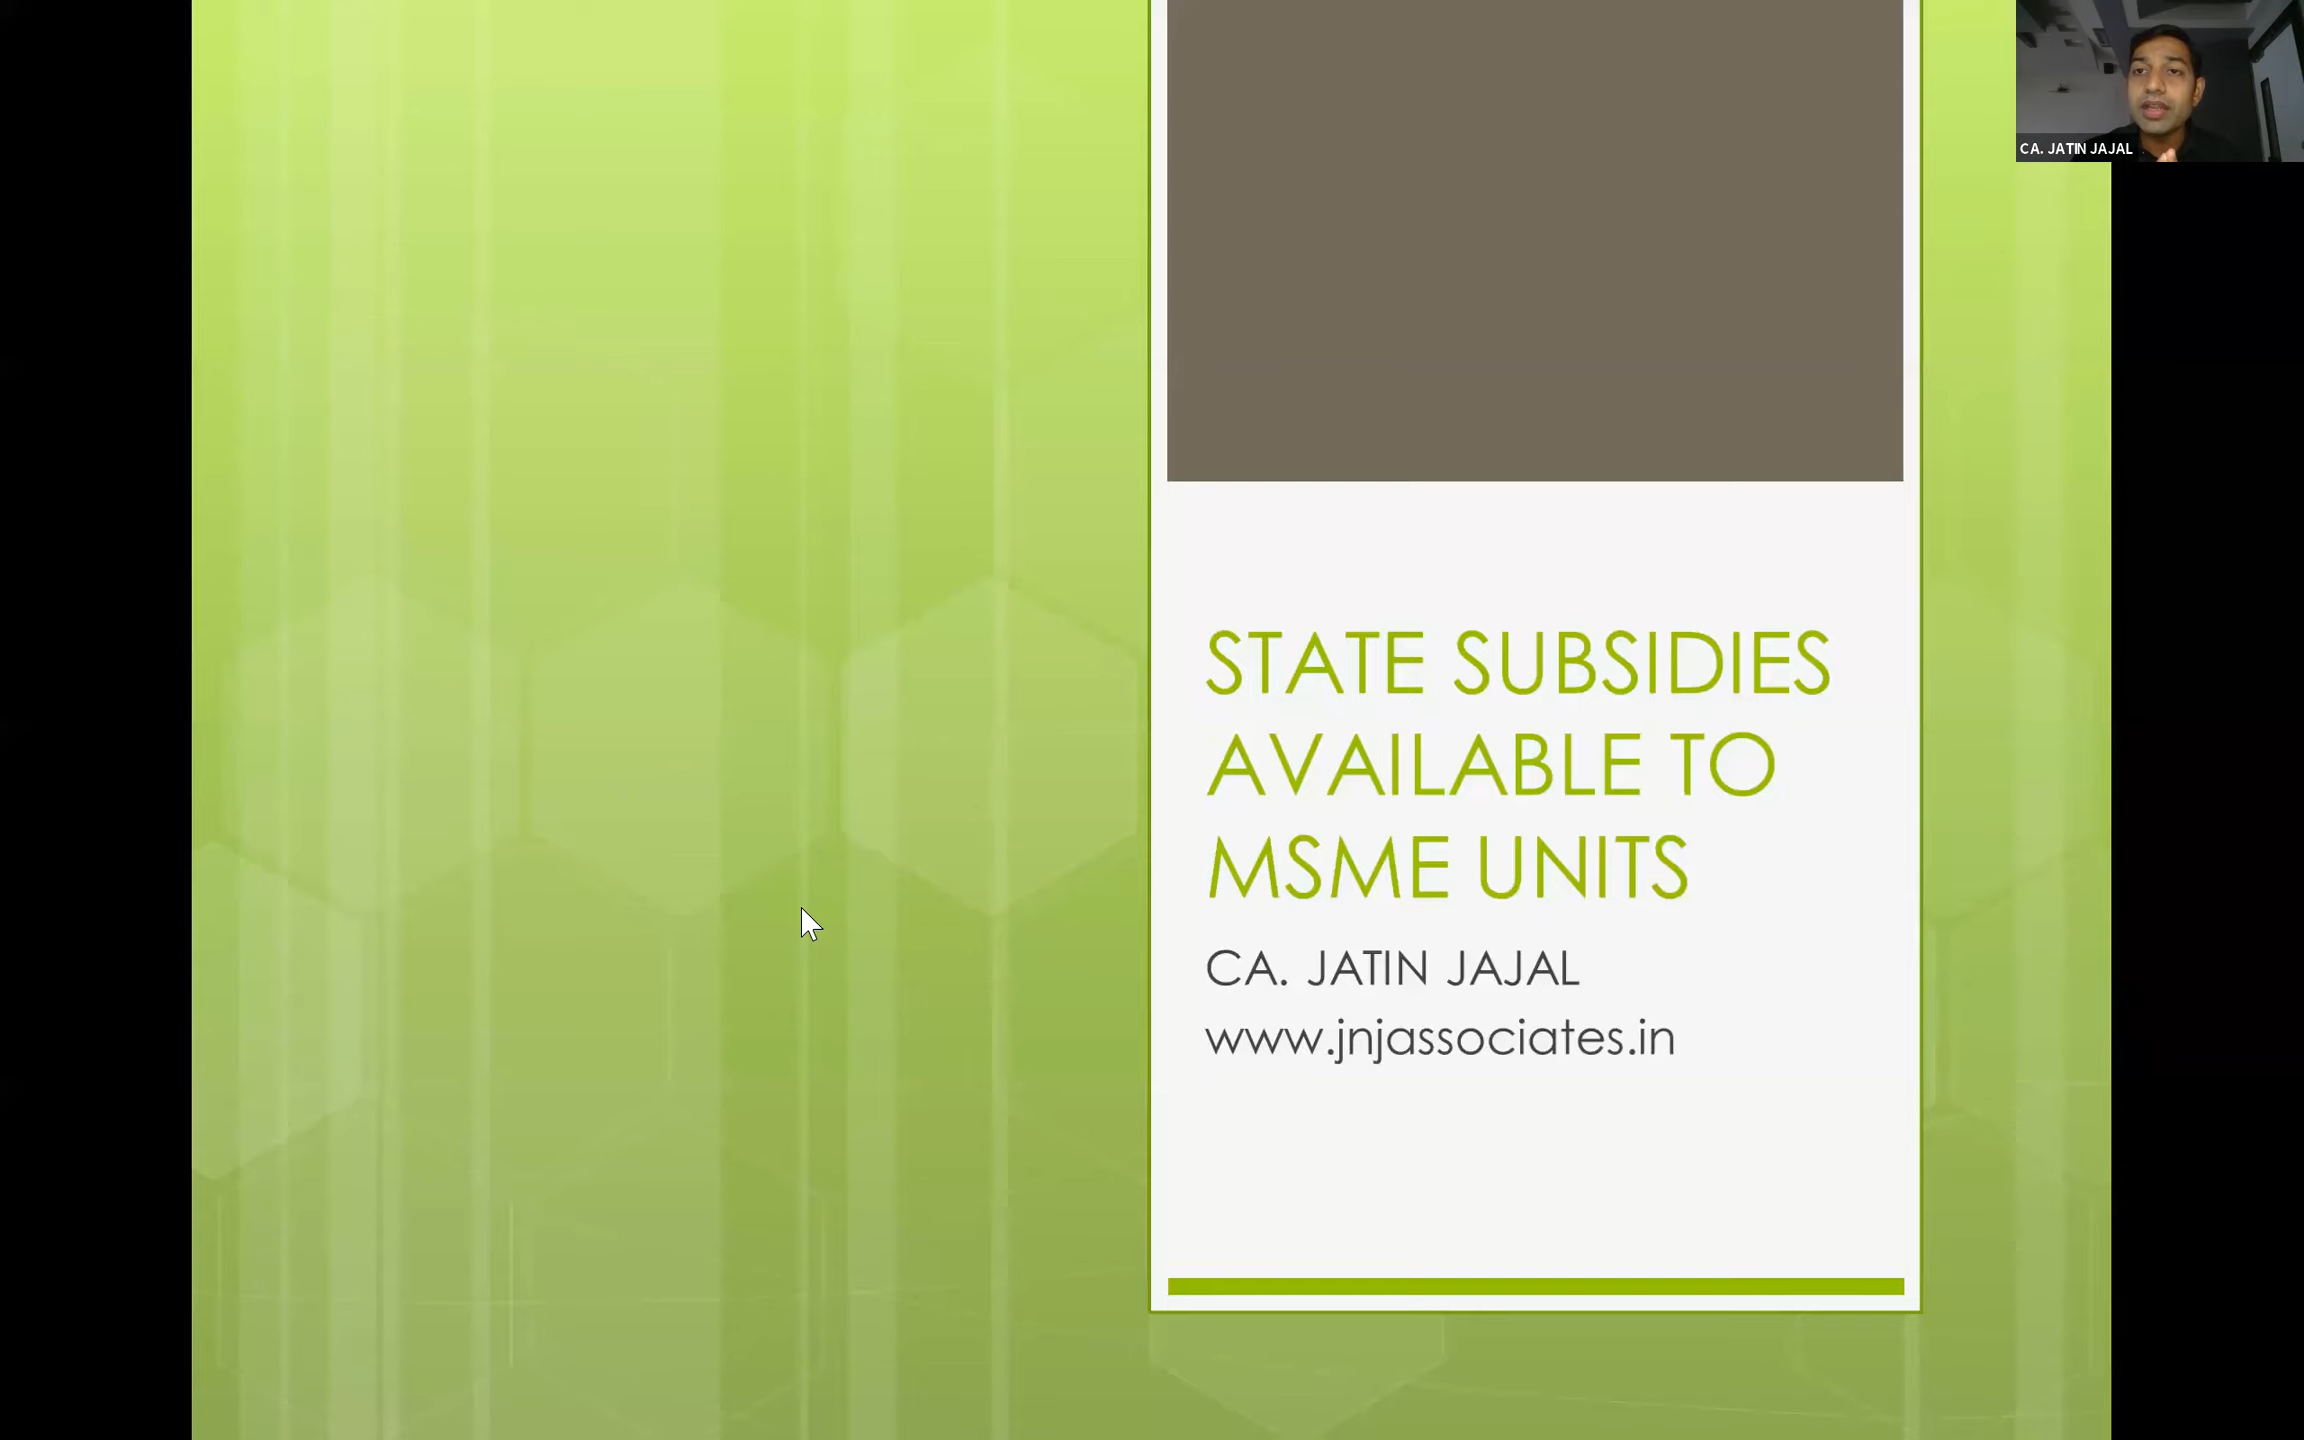 CA. JATIN JAJAL
STATE SUBSIDIES
AVAILABLE TO
MSME UNITS
CA. JATIN JAJAL
www.jnjassociates.in